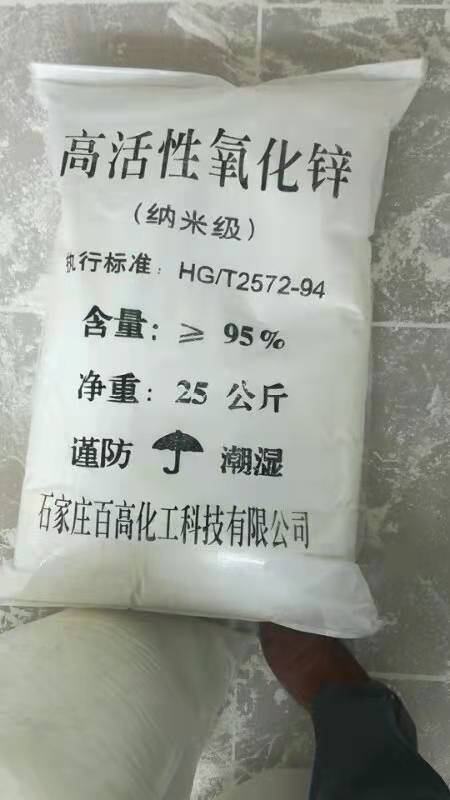 高活性氧化锌
(纳米级)
执行标准: HG/T2572-94
含量: ≥ 95%
净重: 25 公斤
谨防 潮湿
石家庄百高化工科技有限公司